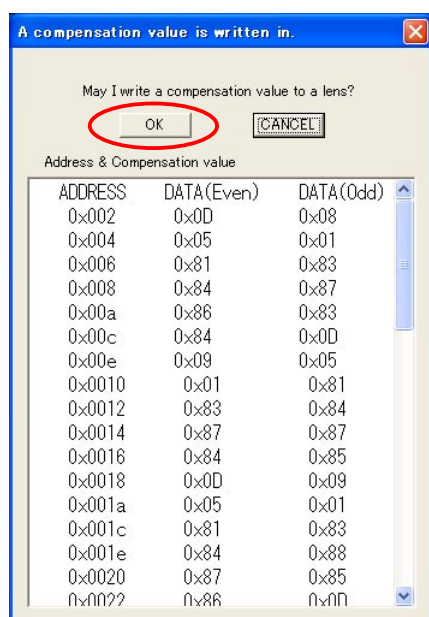 A compensation value is written in.
May I write a compensation value to a lens?
OK CANCEL
Address & Compensation value
ADDRESS DATA(Even) DATA(Odd)
0x002 0x0D 0x08
0x004 0x05 0x01
0x006 0x81 0x83
0x008 0x84 0x87
0x00a 0x86 0x83
0x00c 0x84 0x0D
0x00e 0x09 0x05
0x0010 0x01 0x81
0x0012 0x83 0x84
0x0014 0x87 0x87
0x0016 0x84 0x85
0x0018 0x0D 0x09
0x001a 0x05 0x01
0x001c 0x81 0x83
0x001e 0x84 0x88
0x0020 0x87 0x85
0x0022 0x86 0x0D